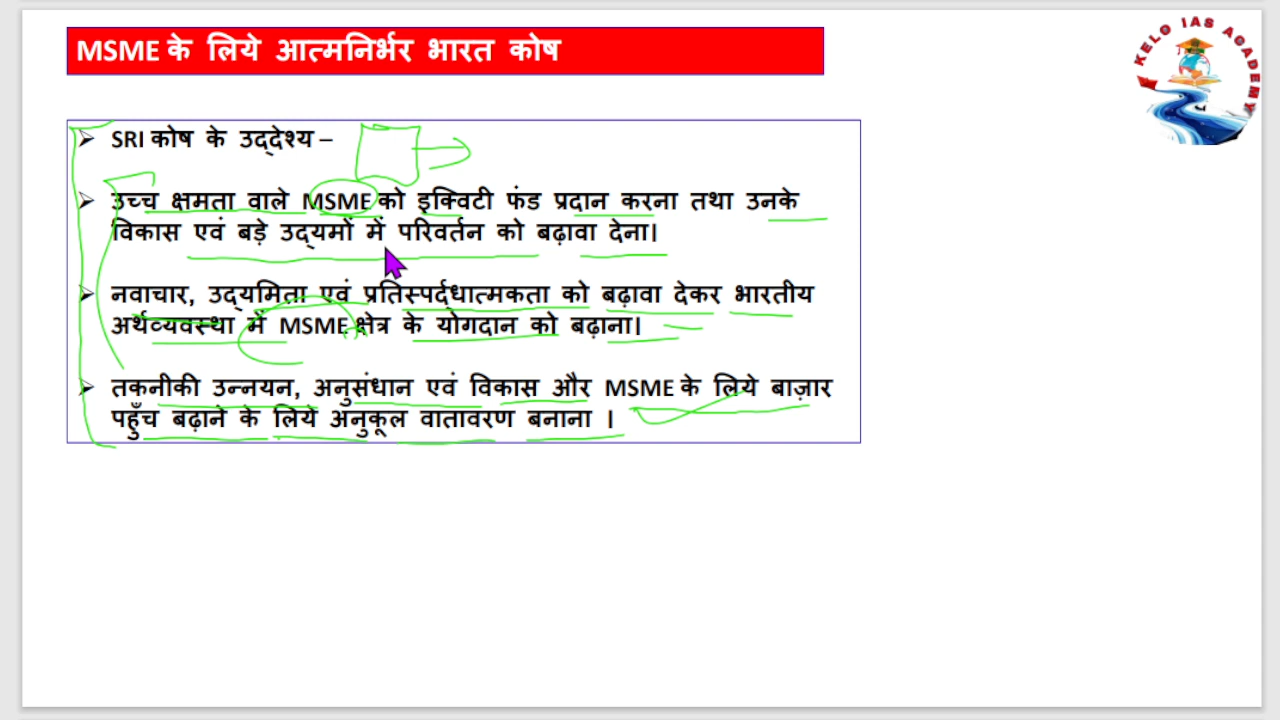 MSME के लिये आत्मनिर्भर भारत कोष
KELO IAS ACADEMY
SRI कोष के उद्देश्य –
उच्च क्षमता वाले MSME को इक्विटी फंड प्रदान करना तथा उनके
विकास एवं बड़े उद्यमों में परिवर्तन को बढ़ावा देना।
नवाचार, उद्यमिता एवं प्रतिस्पर्द्धात्मकता को बढ़ावा देकर भारतीय
अर्थव्यवस्था में MSME क्षेत्र के योगदान को बढ़ाना।
तकनीकी उन्नयन, अनुसंधान एवं विकास और MSME के लिये बाज़ार
पहुँच बढ़ाने के लिये अनुकूल वातावरण बनाना ।